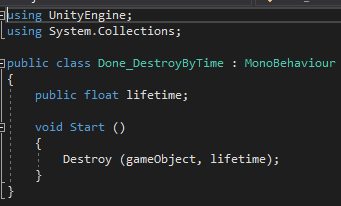 using UnityEngine;
using System.Collections;

public class Done_DestroyByTime : MonoBehaviour
{
    public float lifetime;

    void Start ()
    {
        Destroy (gameObject, lifetime);
    }
}